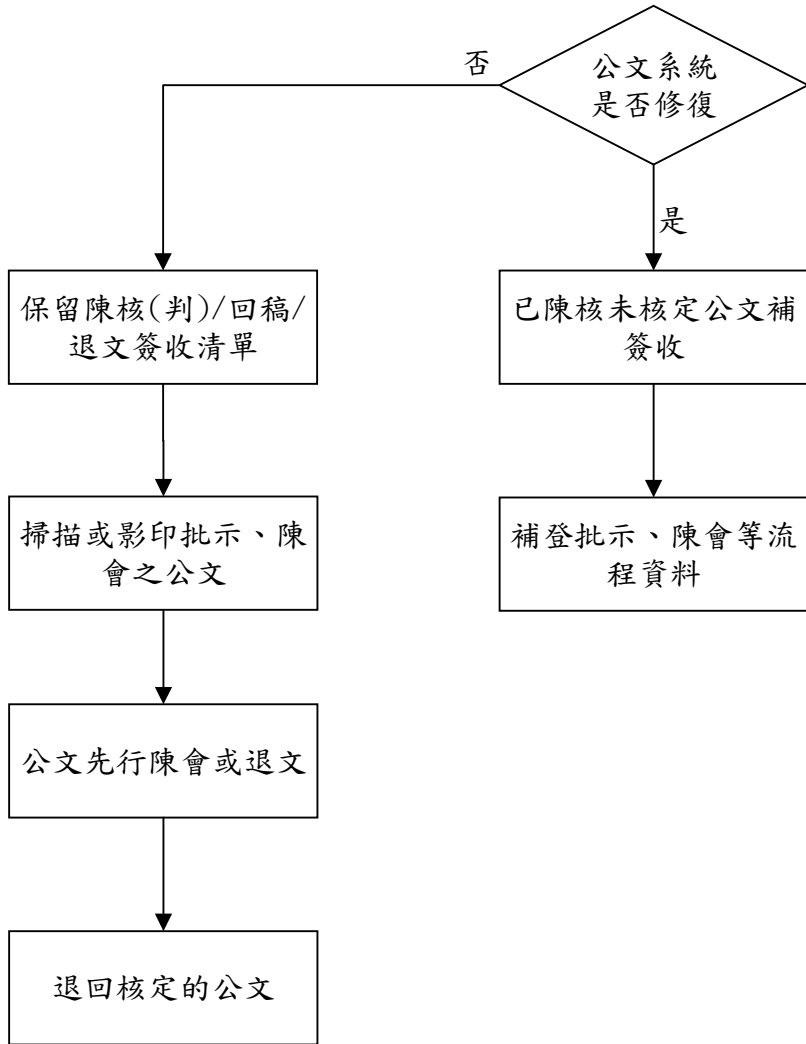 公文系統
是否修復
否
是
保留陳核(判)/回稿/
退文簽收清單
已陳核未核定公文補
簽收
掃描或影印批示、陳
會之公文
補登批示、陳會等流
程資料
公文先行陳會或退文
退回核定的公文